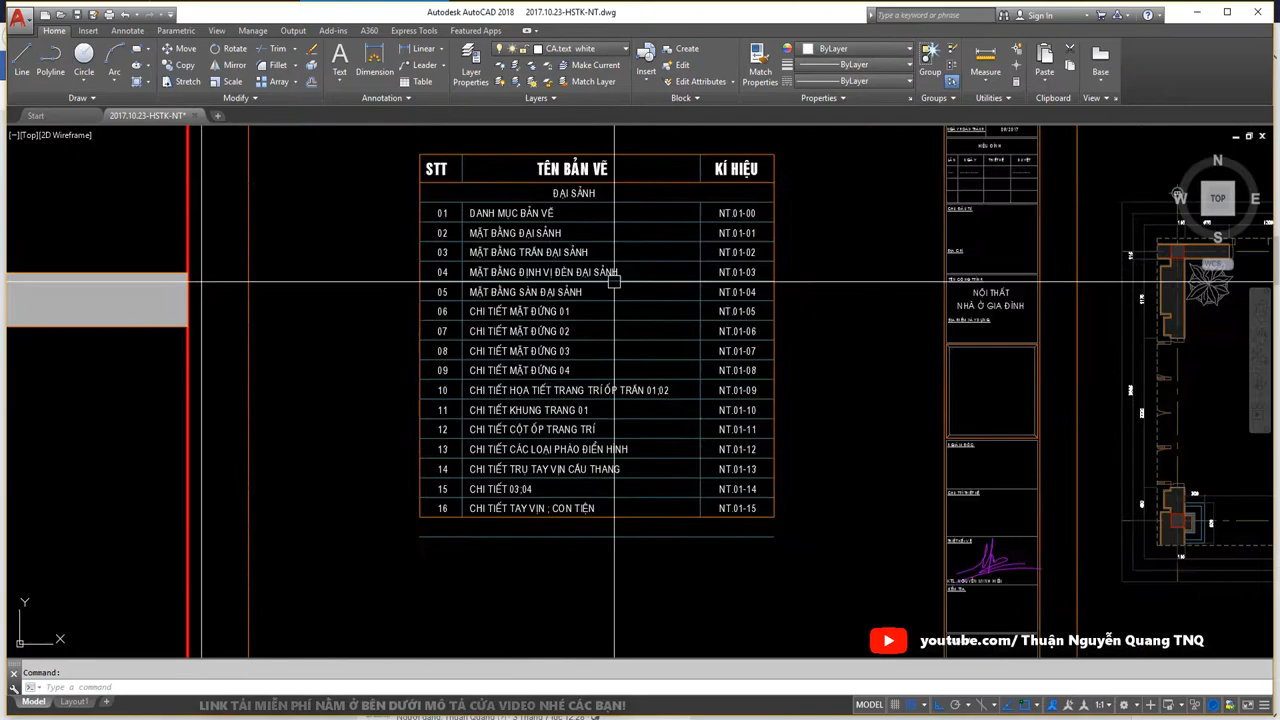 Autodesk AutoCAD 2018 2017.10.23-HSTK-NT.dwg
Type a keyword or phrase
Sign In
Home Insert Annotate Parametric View Manage Output Add-ins A360 Express Tools Featured Apps
Line Polyline Circle Arc
Move Rotate Trim
Copy Mirror Fillet
Stretch Scale Array
Text Dimension
Linear
Leader
Table
Layer Properties
CA.text white
Make Current
Match Layer
Insert
Create
Edit
Edit Attributes
Match Properties
ByLayer
ByLayer
ByLayer
Group Measure Paste Base
Draw Modify Annotation Layers Block Properties Groups Utilities Clipboard View
Start 2017.10.23-HSTK-NT*
[–][Top][2D Wireframe]
STT TÊN BẢN VẼ KÍ HIỆU
ĐẠI SẢNH
01 DANH MỤC BẢN VẼ NT.01-00
02 MẶT BẰNG ĐẠI SẢNH NT.01-01
03 MẶT BẰNG TRẦN ĐẠI SẢNH NT.01-02
04 MẶT BẰNG ĐỊNH VỊ ĐÈN ĐẠI SẢNH NT.01-03
05 MẶT BẰNG SÀN ĐẠI SẢNH NT.01-04
06 CHI TIẾT MẶT ĐỨNG 01 NT.01-05
07 CHI TIẾT MẶT ĐỨNG 02 NT.01-06
08 CHI TIẾT MẶT ĐỨNG 03 NT.01-07
09 CHI TIẾT MẶT ĐỨNG 04 NT.01-08
10 CHI TIẾT HỌA TIẾT TRANG TRÍ ỐP TRẦN 01;02 NT.01-09
11 CHI TIẾT KHUNG TRANG 01 NT.01-10
12 CHI TIẾT CỘT ỐP TRANG TRÍ NT.01-11
13 CHI TIẾT CÁC LOẠI PHÀO ĐIỂN HÌNH NT.01-12
14 CHI TIẾT TRỤ TAY VỊN CẦU THANG NT.01-13
15 CHI TIẾT 03;04 NT.01-14
16 CHI TIẾT TAY VỊN ; CON TIỆN NT.01-15
08/2017
HIỆU ĐÍNH
NỘI THẤT
NHÀ Ở GIA ĐÌNH
N
W TOP E
S
WCS
Y
X
youtube.com/ Thuận Nguyễn Quang TNQ
Command:
Type a command
Model Layout1 +
LINK TẢI MIỄN PHÍ NẰM Ở BÊN DƯỚI MÔ TẢ CỦA VIDEO NHÉ CÁC BẠN!
MODEL
1:1